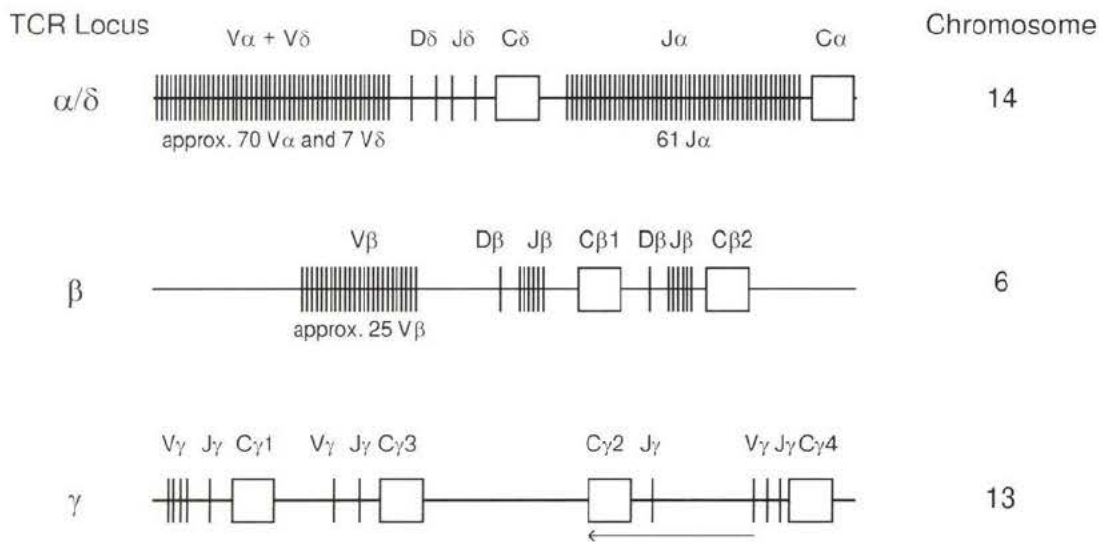 TCR Locus Chromosome
Vα + Vδ Dδ Jδ Cδ Jα Cα
α/δ 14
approx. 70 Vα and 7 Vδ 61 Jα
Vβ Dβ Jβ Cβ1 Dβ Jβ Cβ2
β 6
approx. 25 Vβ
Vγ Jγ Cγ1 Vγ Jγ Cγ3 Cγ2 Jγ Vγ Jγ Cγ4
γ 13